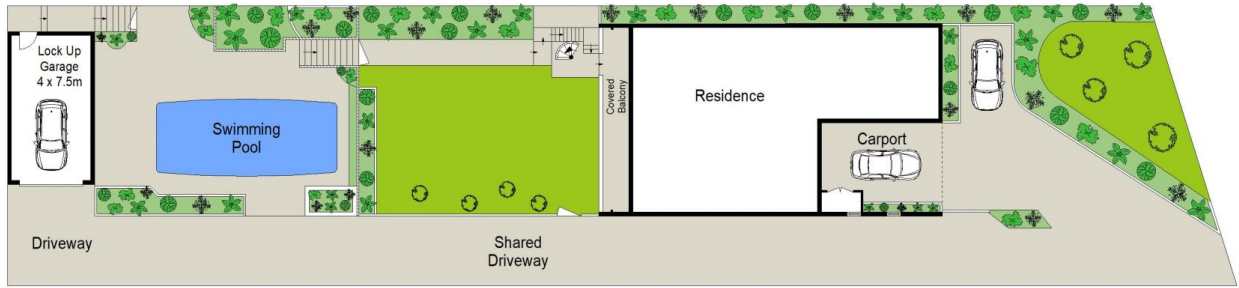 Lock Up
Garage
4 x 7.5m
Swimming
Pool
Covered
Balcony
Residence
Carport
Driveway
Shared
Driveway